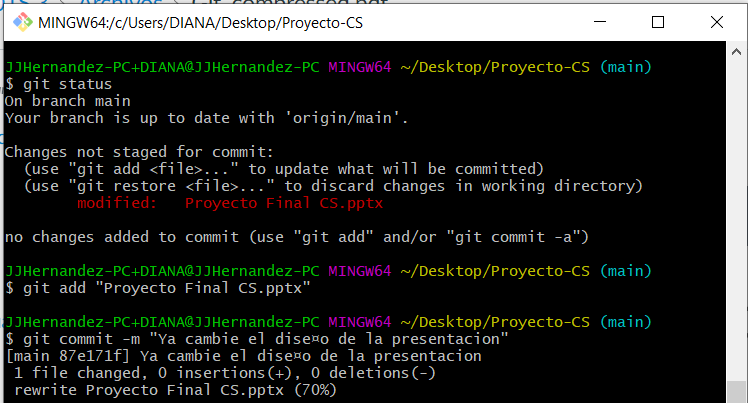 MINGW64:/c/Users/DIANA/Desktop/Proyecto-CS
JJHernandez-PC+DIANA@JJHernandez-PC MINGW64 ~/Desktop/Proyecto-CS (main)
$ git status
On branch main
Your branch is up to date with 'origin/main'.
Changes not staged for commit:
  (use "git add <file>..." to update what will be committed)
  (use "git restore <file>..." to discard changes in working directory)
        modified:   Proyecto Final CS.pptx
no changes added to commit (use "git add" and/or "git commit -a")
JJHernandez-PC+DIANA@JJHernandez-PC MINGW64 ~/Desktop/Proyecto-CS (main)
$ git add "Proyecto Final CS.pptx"
JJHernandez-PC+DIANA@JJHernandez-PC MINGW64 ~/Desktop/Proyecto-CS (main)
$ git commit -m "Ya cambie el dise¤o de la presentacion"
[main 87e171f] Ya cambie el dise¤o de la presentacion
 1 file changed, 0 insertions(+), 0 deletions(-)
 rewrite Proyecto Final CS.pptx (70%)